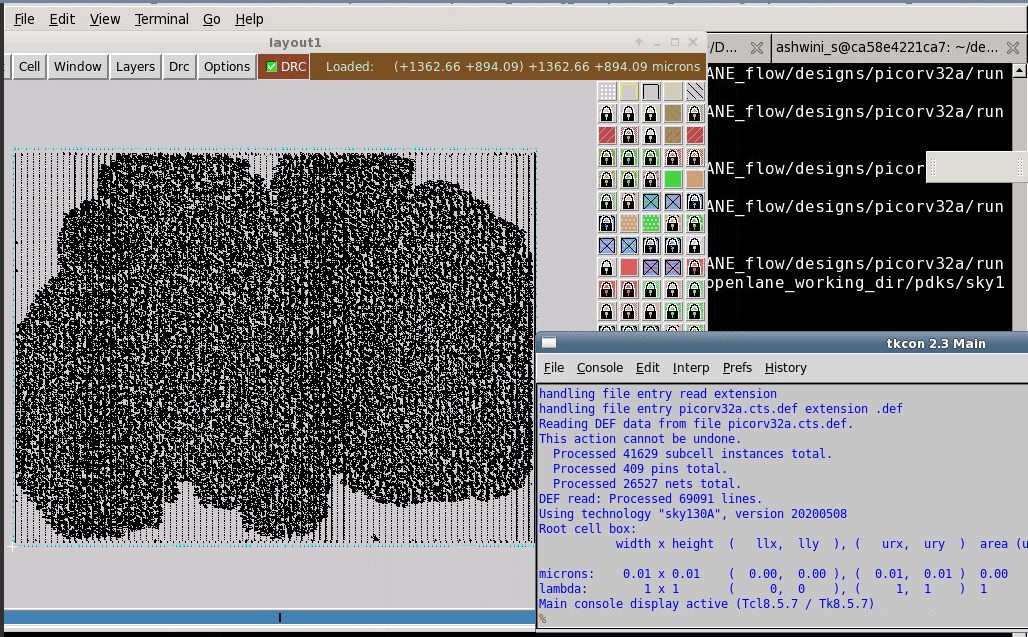 File Edit View Terminal Go Help
layout1
/D... ashwini_s@ca58e4221ca7: ~/de...
Cell Window Layers Drc Options DRC Loaded: (+1362.66 +894.09) +1362.66 +894.09 microns
ANE_flow/designs/picorv32a/run
ANE_flow/designs/picorv32a/run
ANE_flow/designs/picor
ANE_flow/designs/picorv32a/run
ANE_flow/designs/picorv32a/run
openlane_working_dir/pdks/sky1
tkcon 2.3 Main
File Console Edit Interp Prefs History
handling file entry read extension
handling file entry picorv32a.cts.def extension .def
Reading DEF data from file picorv32a.cts.def.
This action cannot be undone.
Processed 41629 subcell instances total.
Processed 409 pins total.
Processed 26527 nets total.
DEF read: Processed 69091 lines.
Using technology "sky130A", version 20200508
Root cell box:
width x height ( llx, lly ), ( urx, ury ) area (u
microns: 0.01 x 0.01 ( 0.00, 0.00 ), ( 0.01, 0.01 ) 0.00
lambda: 1 x 1 ( 0, 0 ), ( 1, 1 ) 1
Main console display active (Tcl8.5.7 / Tk8.5.7)
%